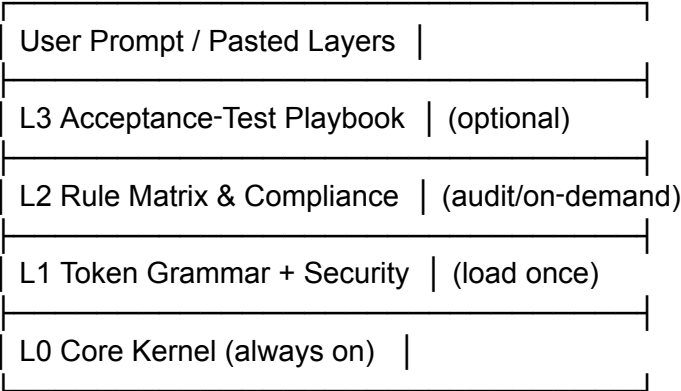 User Prompt / Pasted Layers
L3 Acceptance-Test Playbook (optional)
L2 Rule Matrix & Compliance (audit/on-demand)
L1 Token Grammar + Security (load once)
L0 Core Kernel (always on)